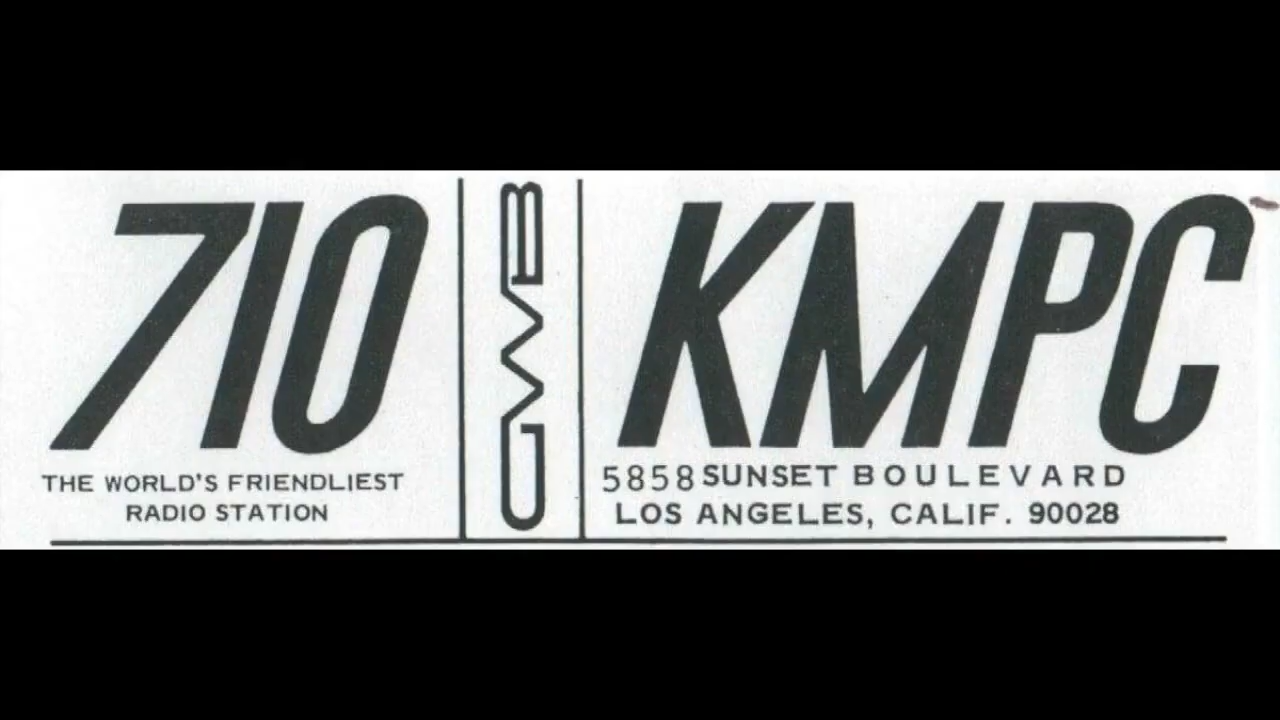 710
THE WORLD'S FRIENDLIEST
RADIO STATION
GWB
KMPC
5858 SUNSET BOULEVARD
LOS ANGELES, CALIF. 90028